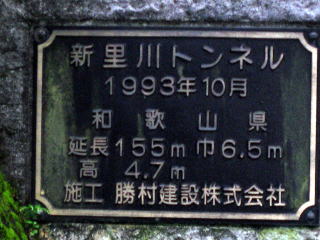 新里川トンネル
1993年10月
和歌山県
延長155m 巾6.5m
高 4.7m
施工 勝村建設株式会社